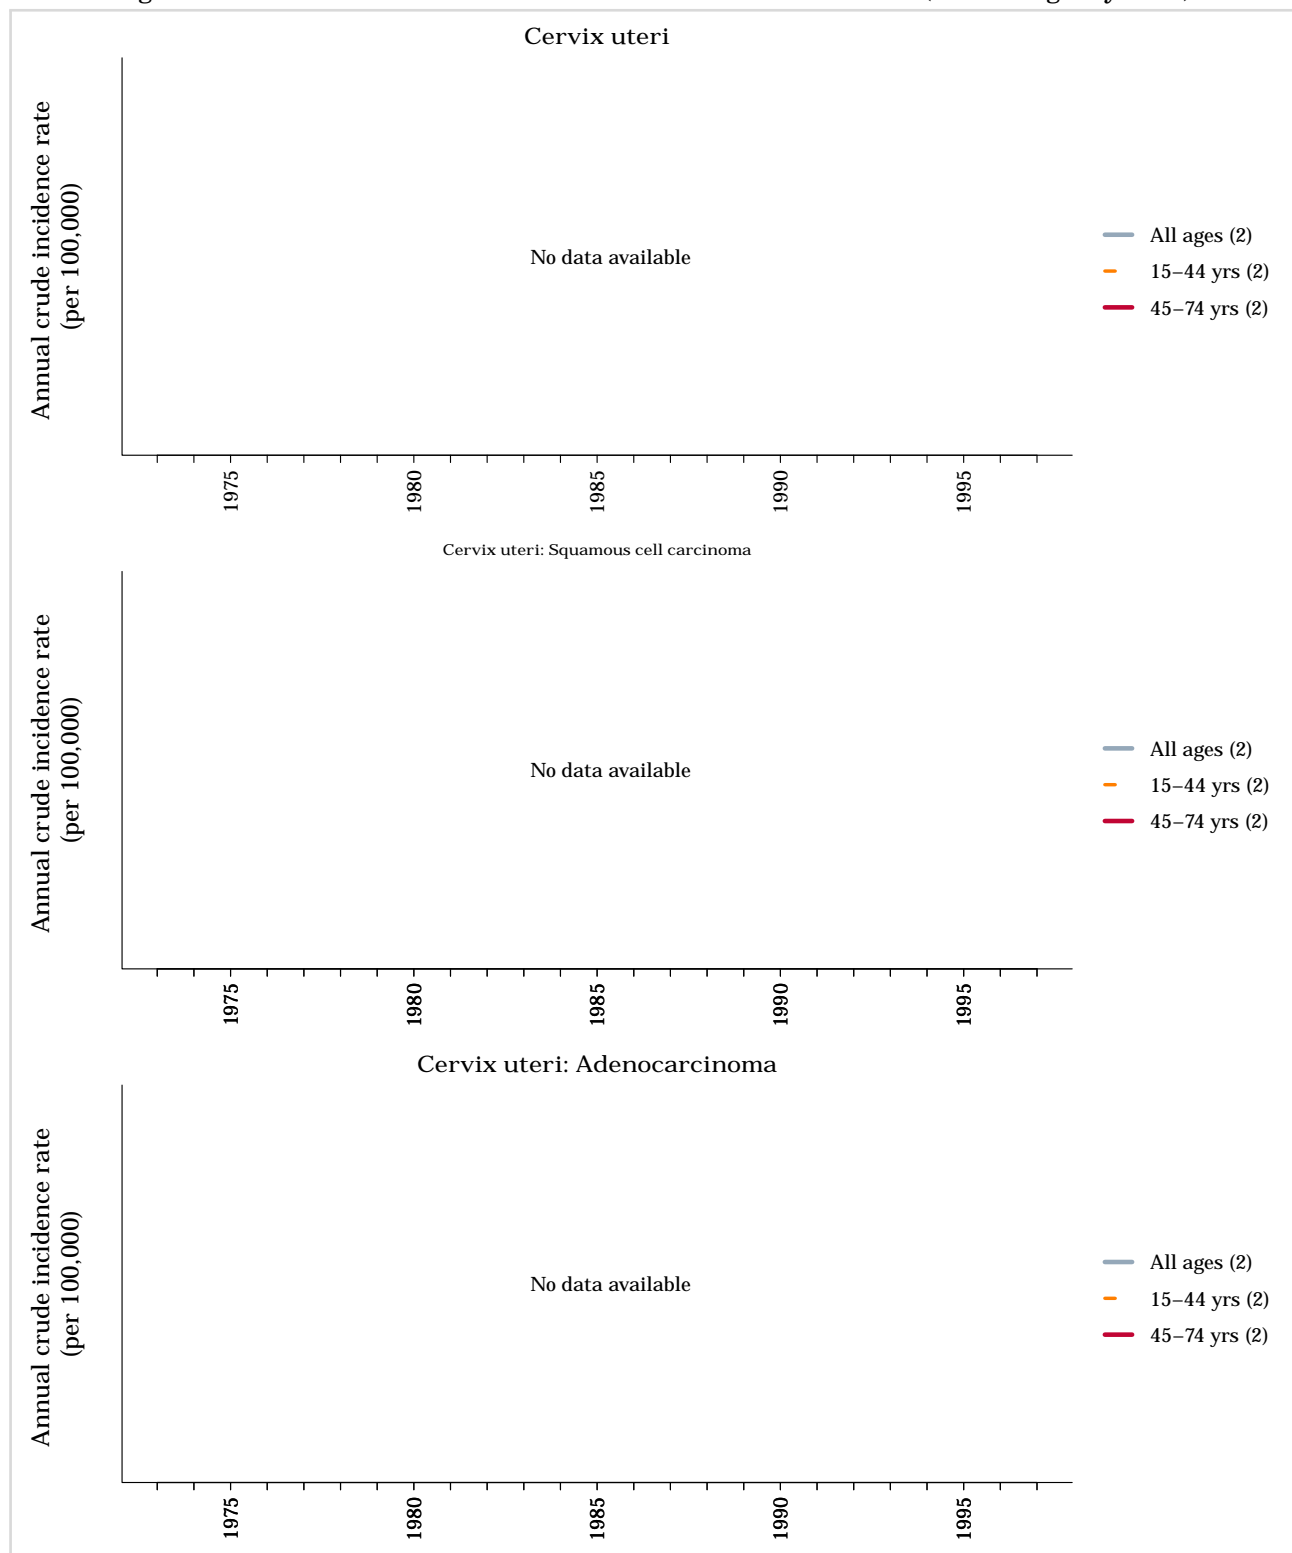 Cervix uteri
Annual crude incidence rate
(per 100,000)
No data available
All ages (2)
15–44 yrs (2)
45–74 yrs (2)
1975
1980
1985
1990
1995
Cervix uteri: Squamous cell carcinoma
Annual crude incidence rate
(per 100,000)
No data available
All ages (2)
15–44 yrs (2)
45–74 yrs (2)
1975
1980
1985
1990
1995
Cervix uteri: Adenocarcinoma
Annual crude incidence rate
(per 100,000)
No data available
All ages (2)
15–44 yrs (2)
45–74 yrs (2)
1975
1980
1985
1990
1995